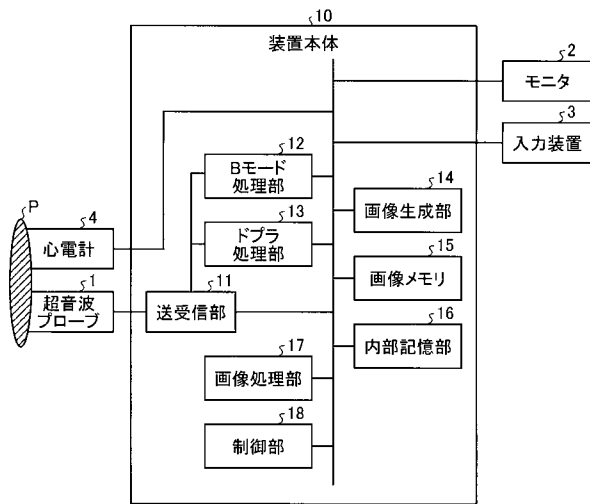 10
装置本体
2
モニタ
3
入力装置
12
Bモード
処理部
14
画像生成部
P
4
心電計
13
ドプラ
処理部
15
画像メモリ
1
超音波
プローブ
11
送受信部
16
内部記憶部
17
画像処理部
18
制御部